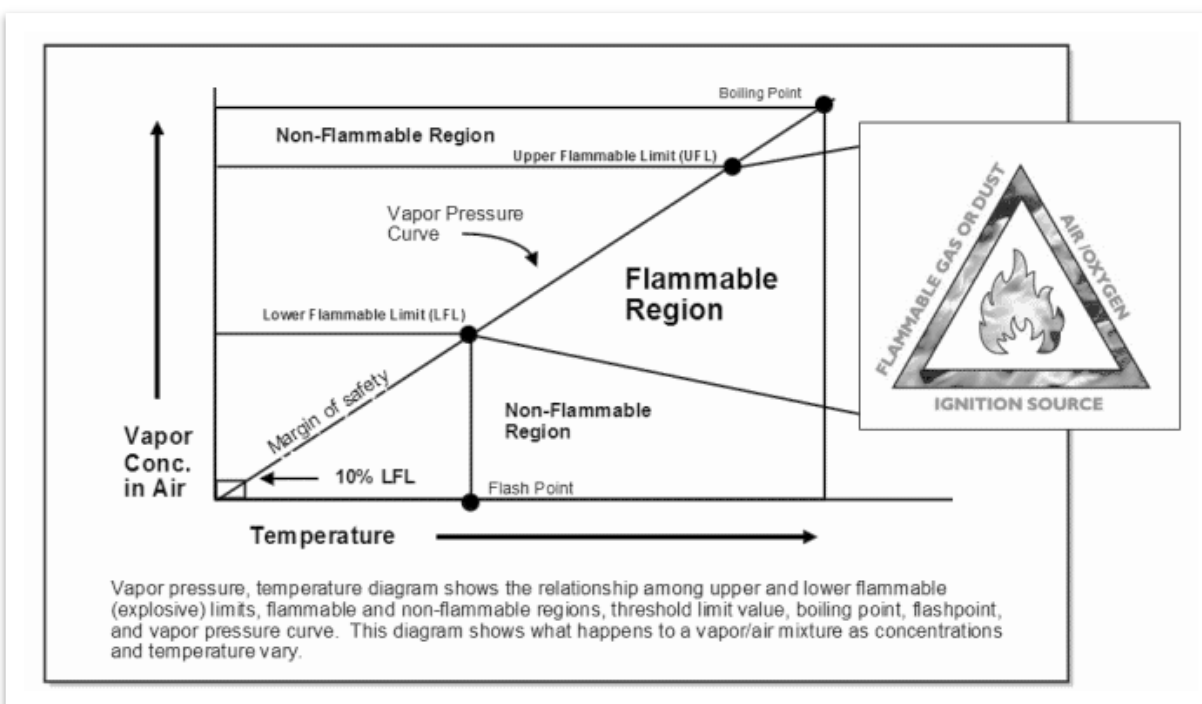 Boiling Point
Non-Flammable Region
Upper Flammable Limit (UFL)
Vapor Pressure
Curve
Flammable
Region
Lower Flammable Limit (LFL)
Margin of safety
Non-Flammable
Region
Vapor
Conc.
in Air
10% LFL
Flash Point
Temperature
FLAMMABLE GAS OR DUST
AIR /OXYGEN
IGNITION SOURCE
Vapor pressure, temperature diagram shows the relationship among upper and lower flammable
(explosive) limits, flammable and non-flammable regions, threshold limit value, boiling point, flashpoint,
and vapor pressure curve. This diagram shows what happens to a vapor/air mixture as concentrations
and temperature vary.